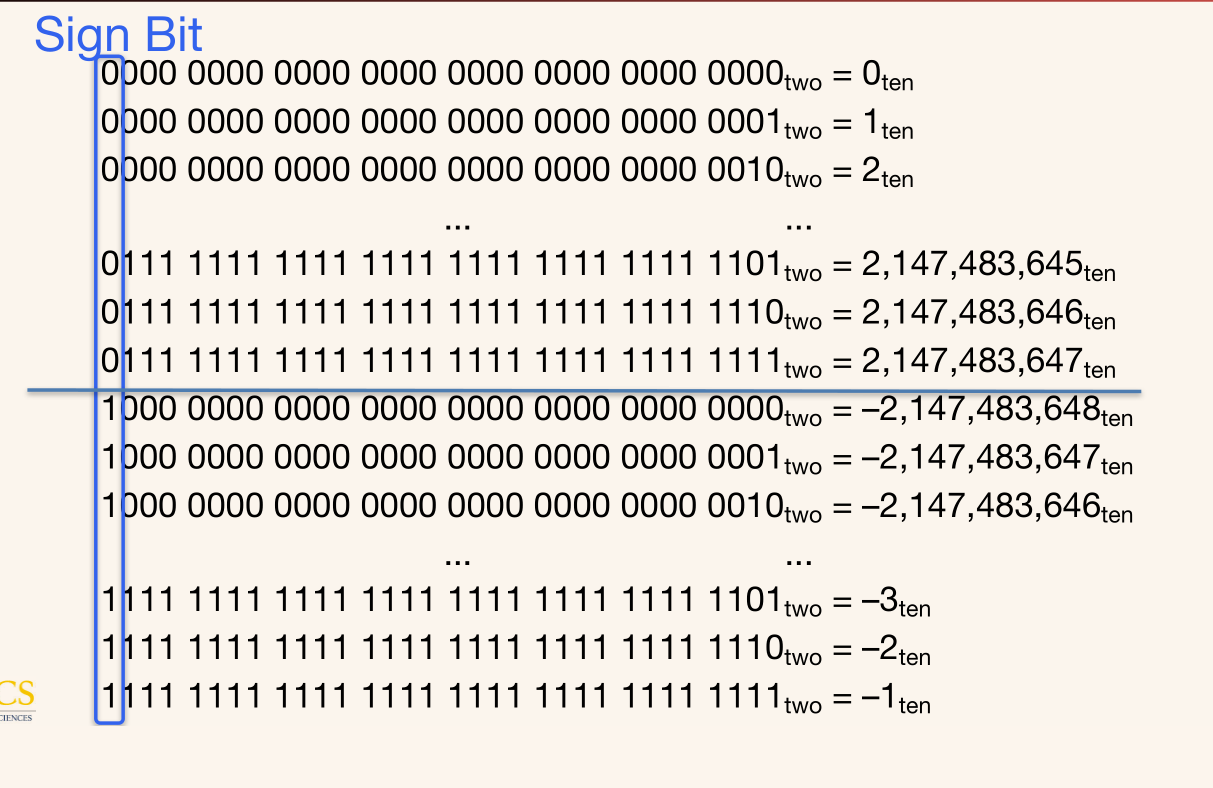 Sign Bit
0000 0000 0000 0000 0000 0000 0000 0000two = 0ten
0000 0000 0000 0000 0000 0000 0000 0001two = 1ten
0000 0000 0000 0000 0000 0000 0000 0010two = 2ten
... ...
0111 1111 1111 1111 1111 1111 1111 1101two = 2,147,483,645ten
0111 1111 1111 1111 1111 1111 1111 1110two = 2,147,483,646ten
0111 1111 1111 1111 1111 1111 1111 1111two = 2,147,483,647ten
1000 0000 0000 0000 0000 0000 0000 0000two = –2,147,483,648ten
1000 0000 0000 0000 0000 0000 0000 0001two = –2,147,483,647ten
1000 0000 0000 0000 0000 0000 0000 0010two = –2,147,483,646ten
... ...
1111 1111 1111 1111 1111 1111 1111 1101two = –3ten
1111 1111 1111 1111 1111 1111 1111 1110two = –2ten
1111 1111 1111 1111 1111 1111 1111 1111two = –1ten
CS
CIENCES